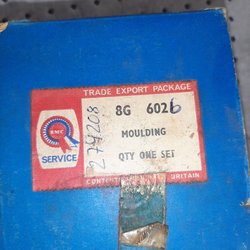 TRADE EXPORT PACKAGE
8G 6026
MOULDING
QTY ONE SET
BMC
SERVICE
274208
BRITAIN